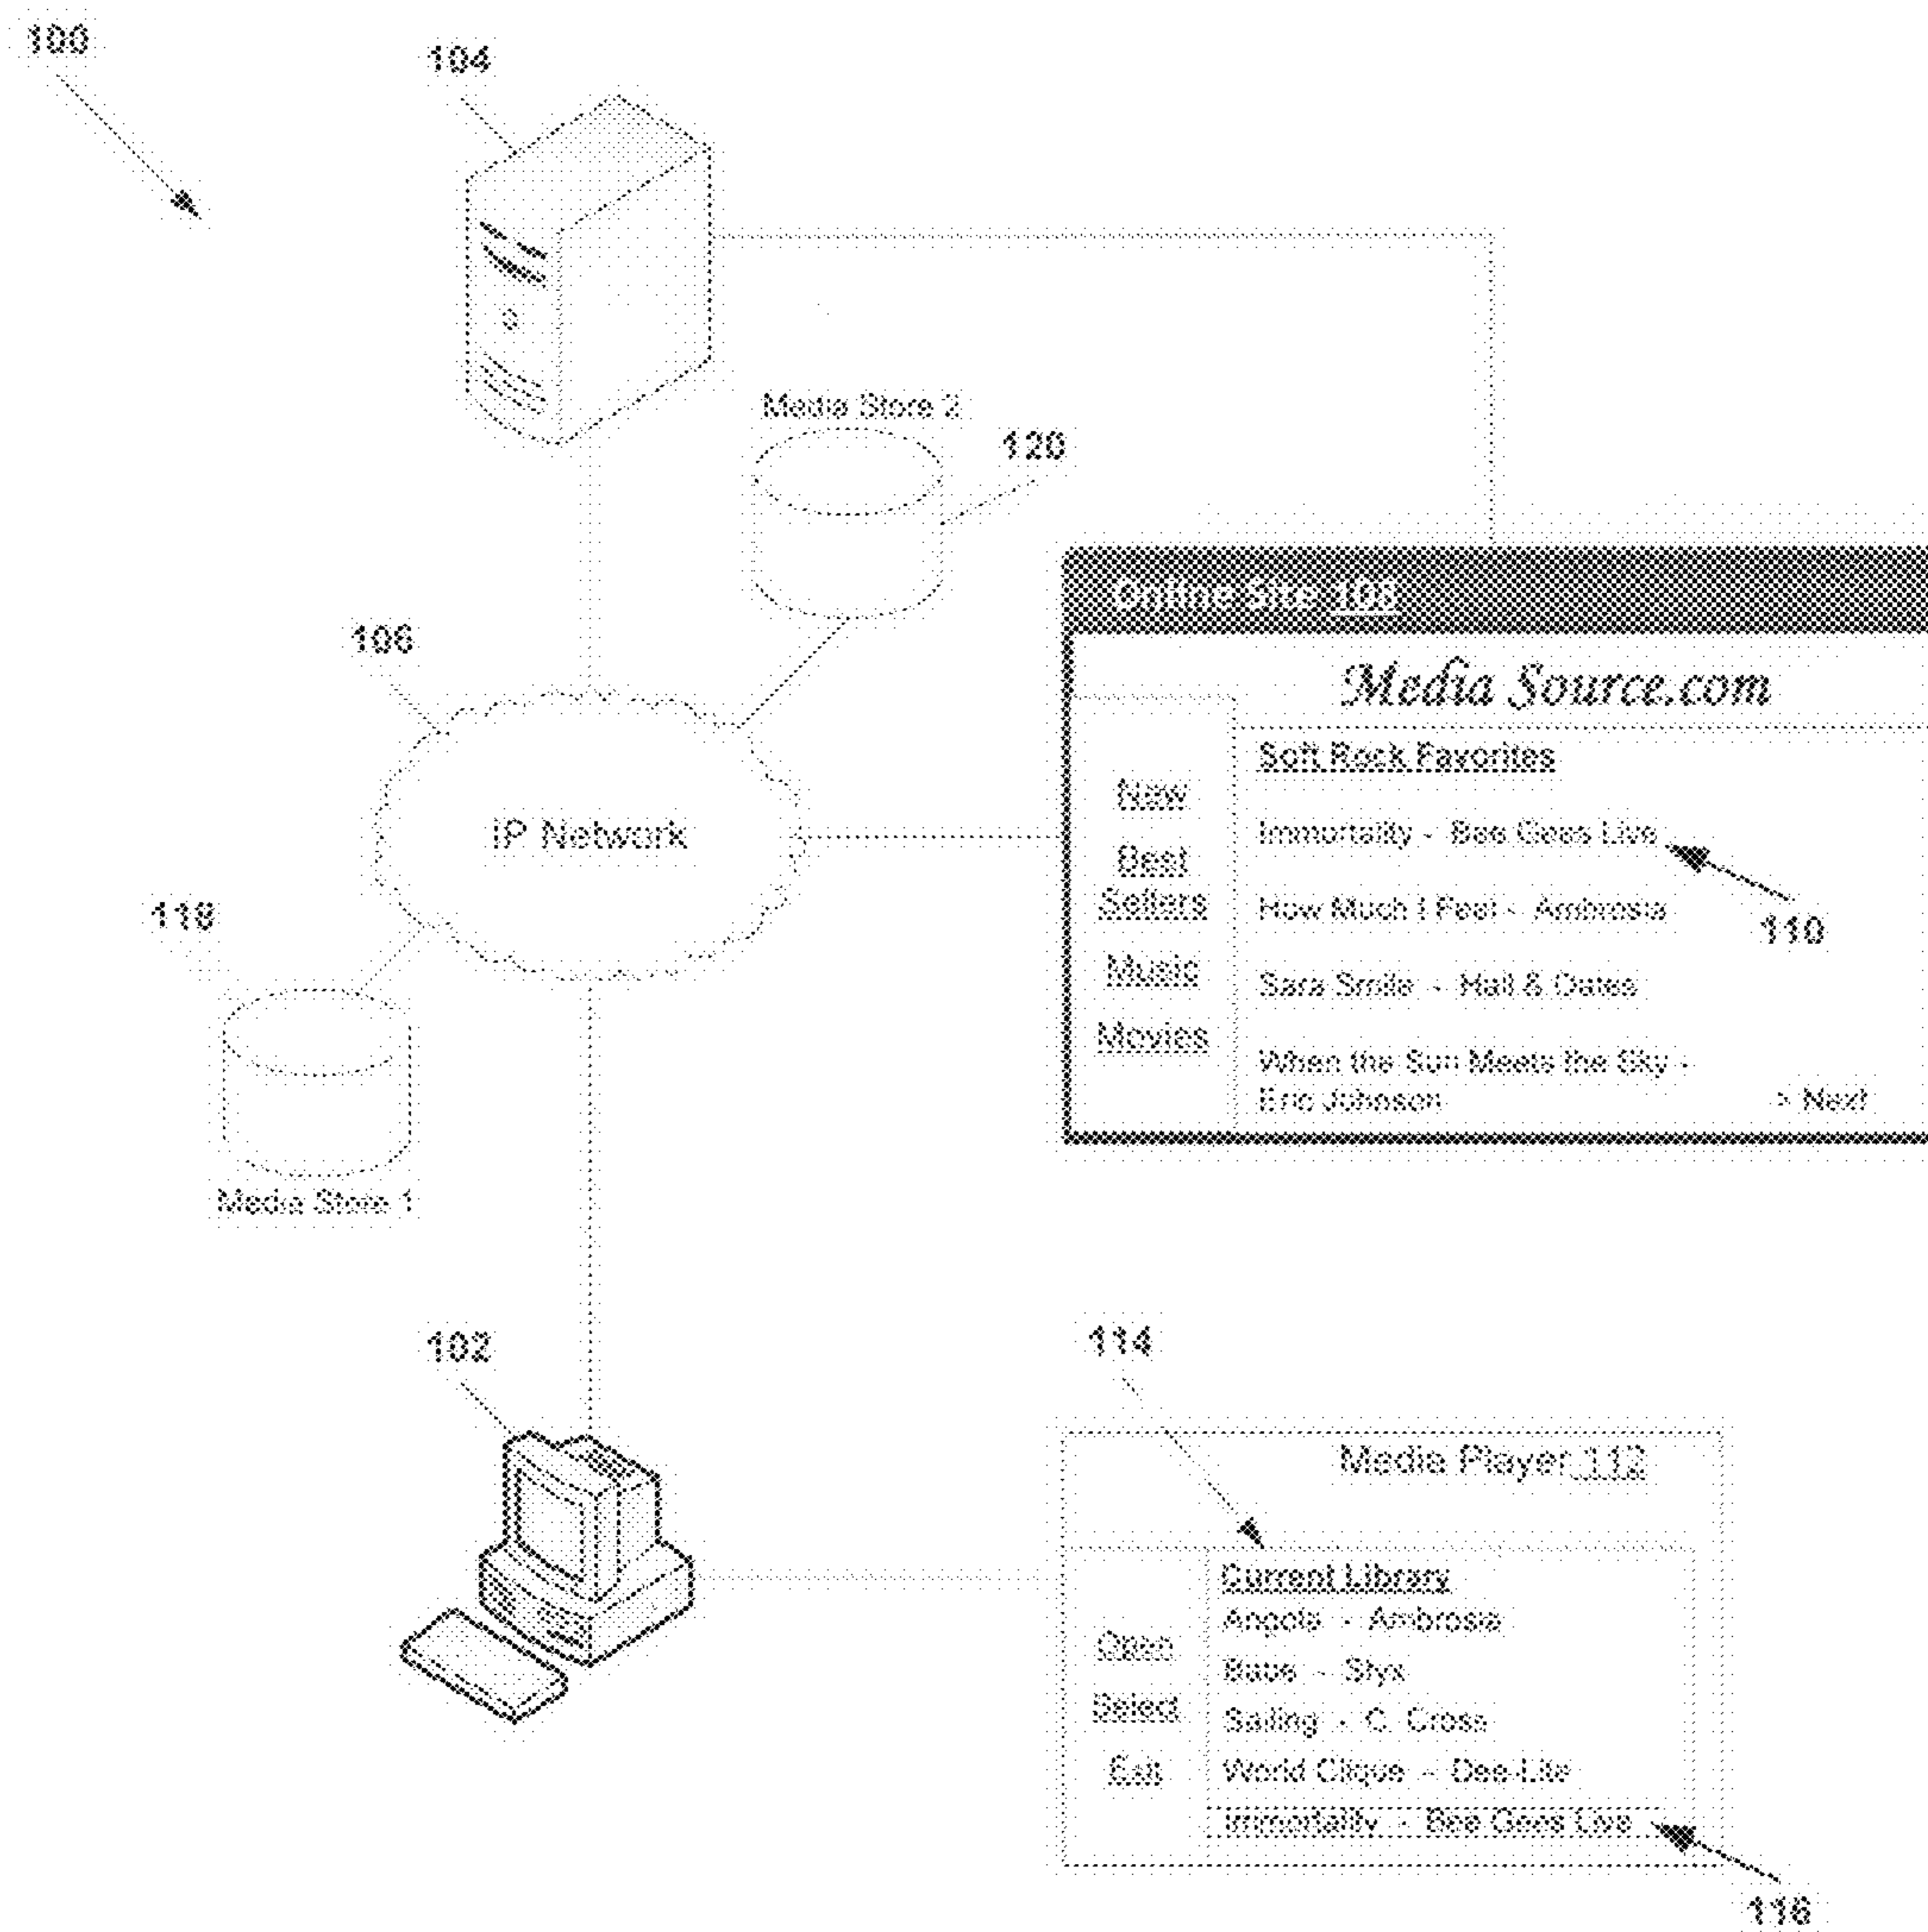 100
104
Media Store 2
120
Online Site 108
106
Media Source.com
Soft Rock Favorites
New
IP Network
Immortality - Bee Gees Live
Best
Sellers
How Much I Feel - Ambrosia
118
110
Music
Sara Smile - Hall & Oates
Movies
When the Sun Meets the Sky -
Eric Johnson
> Next
Media Store 1
102
114
Media Player 112
Current Library
Angola - Ambrosia
Open
Babe - Styx
Select
Sailing - C. Cross
Exit
World Clique - Dee-Lite
Immortality - Bee Gees Live
116